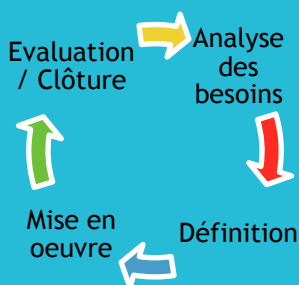 Evaluation
/ Clôture
Analyse
des
besoins
Définition
Mise en
oeuvre